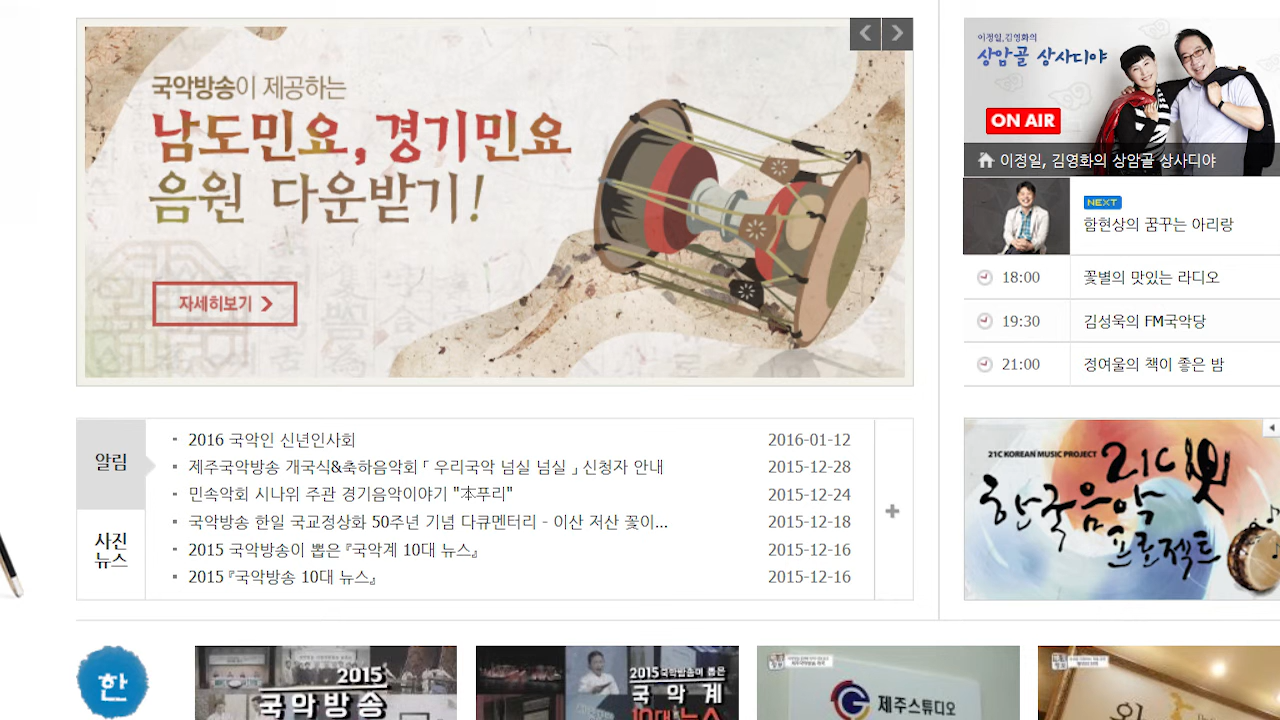 국악방송이 제공하는
남도민요, 경기민요
음원 다운받기!
자세히보기
이정일,김영화의
상암골 상사디야
ON AIR
이정일, 김영화의 상암골 상사디야
NEXT
함현상의 꿈꾸는 아리랑
18:00 꽃별의 맛있는 라디오
19:30 김성욱의 FM국악당
21:00 정여울의 책이 좋은 밤
알림
사진
뉴스
2016 국악인 신년인사회 2016-01-12
제주국악방송 개국식&축하음악회「 우리국악 넘실 넘실 」신청자 안내 2015-12-28
민속악회 시나위 주관 경기음악이야기 "本푸리" 2015-12-24
국악방송 한일 국교정상화 50주년 기념 다큐멘터리 - 이산 저산 꽃이... 2015-12-18
2015 국악방송이 뽑은『국악계 10대 뉴스』 2015-12-16
2015『국악방송 10대 뉴스』 2015-12-16
21C KOREAN MUSIC PROJECT
21C
한국음악
프로젝트
한
2015
국악방송
2015국악방송이 뽑은
국악계
10대 뉴스
제주스튜디오